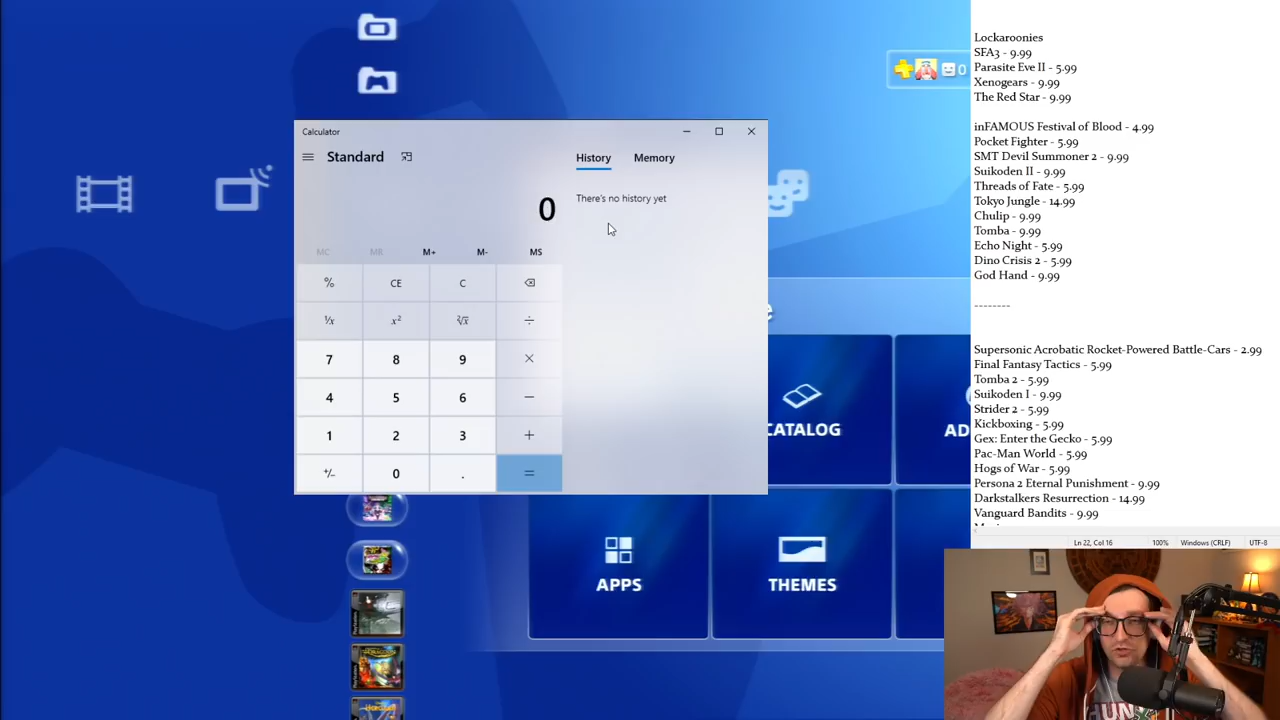 Calculator
Standard
History
Memory
There's no history yet
0
MC
MR
M+
M-
MS
%
CE
C
⌫
¹/x
x²
²√x
÷
7
8
9
×
4
5
6
−
1
2
3
+
+/−
0
.
=
0
CATALOG
AD
APPS
THEMES
Lockaroonies
SFA3 - 9.99
Parasite Eve II - 5.99
Xenogears - 9.99
The Red Star - 9.99
inFAMOUS Festival of Blood - 4.99
Pocket Fighter - 5.99
SMT Devil Summoner 2 - 9.99
Suikoden II - 9.99
Threads of Fate - 5.99
Tokyo Jungle - 14.99
Chulip - 9.99
Tomba - 9.99
Echo Night - 5.99
Dino Crisis 2 - 5.99
God Hand - 9.99
--------
Supersonic Acrobatic Rocket-Powered Battle-Cars - 2.99
Final Fantasy Tactics - 5.99
Tomba 2 - 5.99
Suikoden I - 9.99
Strider 2 - 5.99
Kickboxing - 5.99
Gex: Enter the Gecko - 5.99
Pac-Man World - 5.99
Hogs of War - 5.99
Persona 2 Eternal Punishment - 9.99
Darkstalkers Resurrection - 14.99
Vanguard Bandits - 9.99
Ln 22, Col 16
100%
Windows (CRLF)
UTF-8